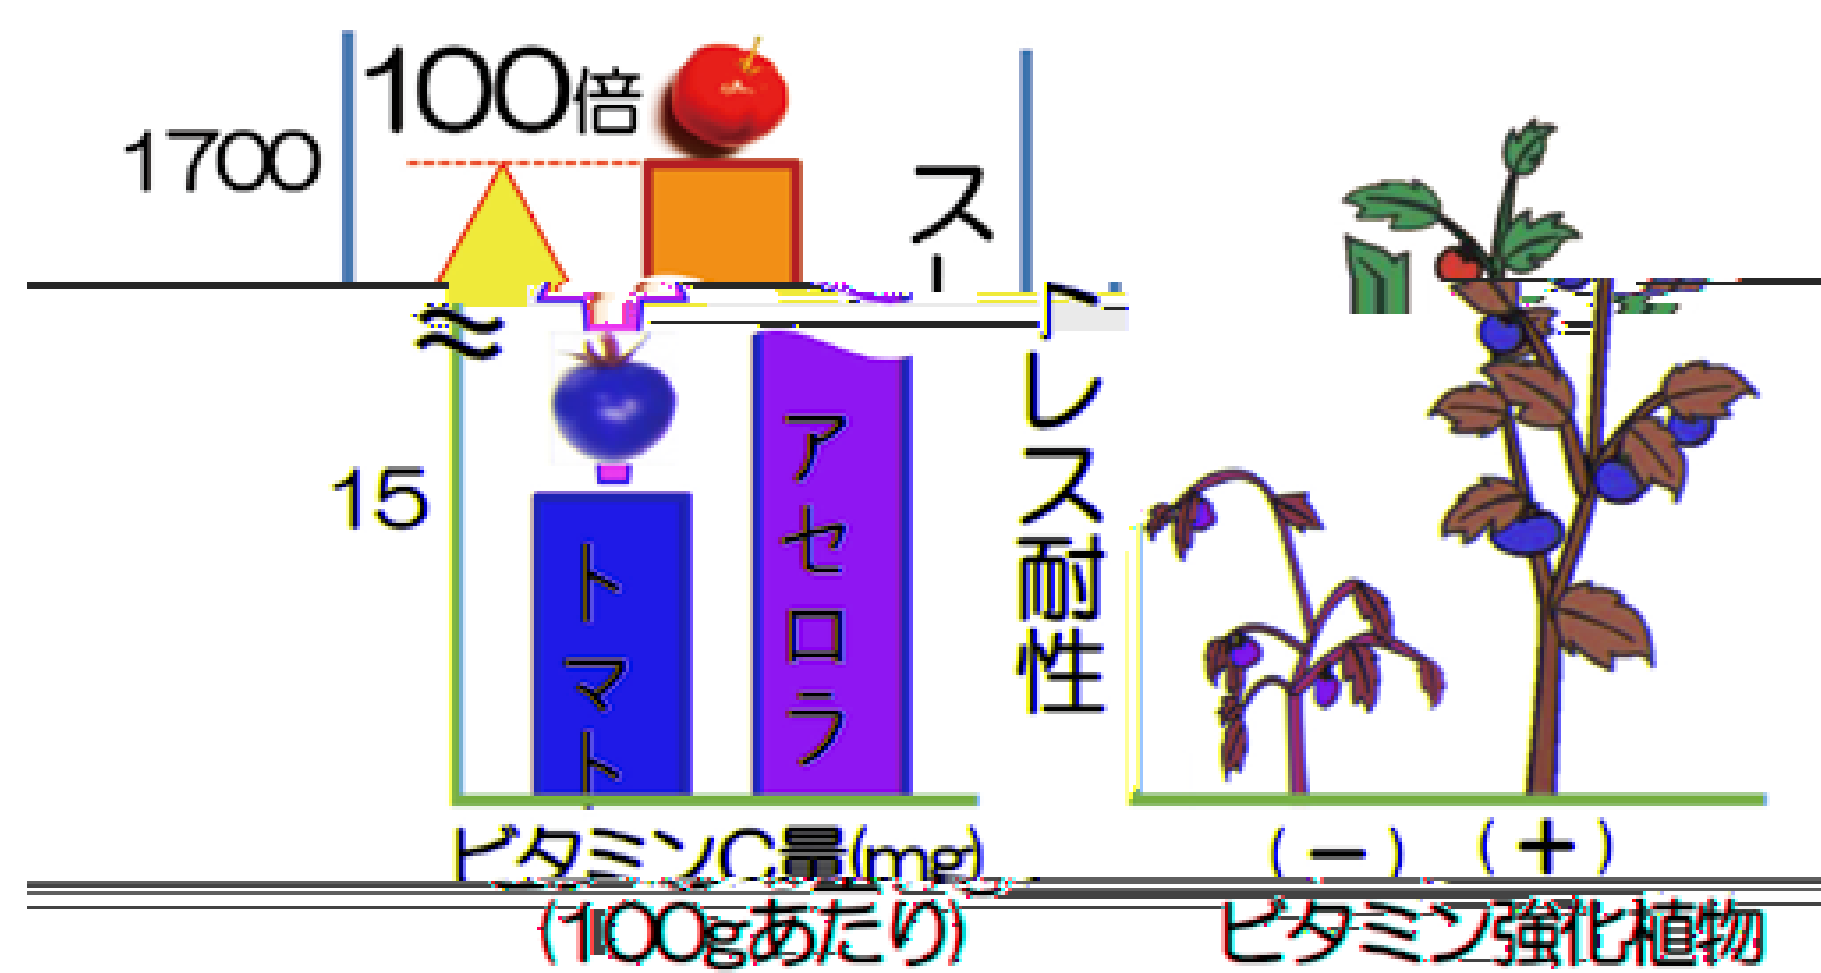 100倍
1700
15
トマト
アセロラ
ビタミンC量(mg)
(100gあたり)
ストレス耐性
(−) (+)
ビタミン強化植物